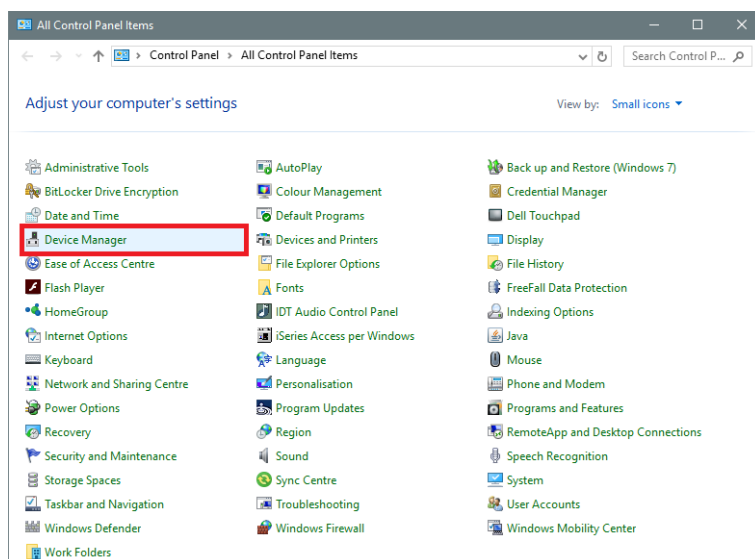 All Control Panel Items
Control Panel > All Control Panel Items
Search Control P...
Adjust your computer's settings
View by: Small icons
Administrative Tools
AutoPlay
Back up and Restore (Windows 7)
BitLocker Drive Encryption
Colour Management
Credential Manager
Date and Time
Default Programs
Dell Touchpad
Device Manager
Devices and Printers
Display
Ease of Access Centre
File Explorer Options
File History
Flash Player
Fonts
FreeFall Data Protection
HomeGroup
IDT Audio Control Panel
Indexing Options
Internet Options
iSeries Access per Windows
Java
Keyboard
Language
Mouse
Network and Sharing Centre
Personalisation
Phone and Modem
Power Options
Program Updates
Programs and Features
Recovery
Region
RemoteApp and Desktop Connections
Security and Maintenance
Sound
Speech Recognition
Storage Spaces
Sync Centre
System
Taskbar and Navigation
Troubleshooting
User Accounts
Windows Defender
Windows Firewall
Windows Mobility Center
Work Folders